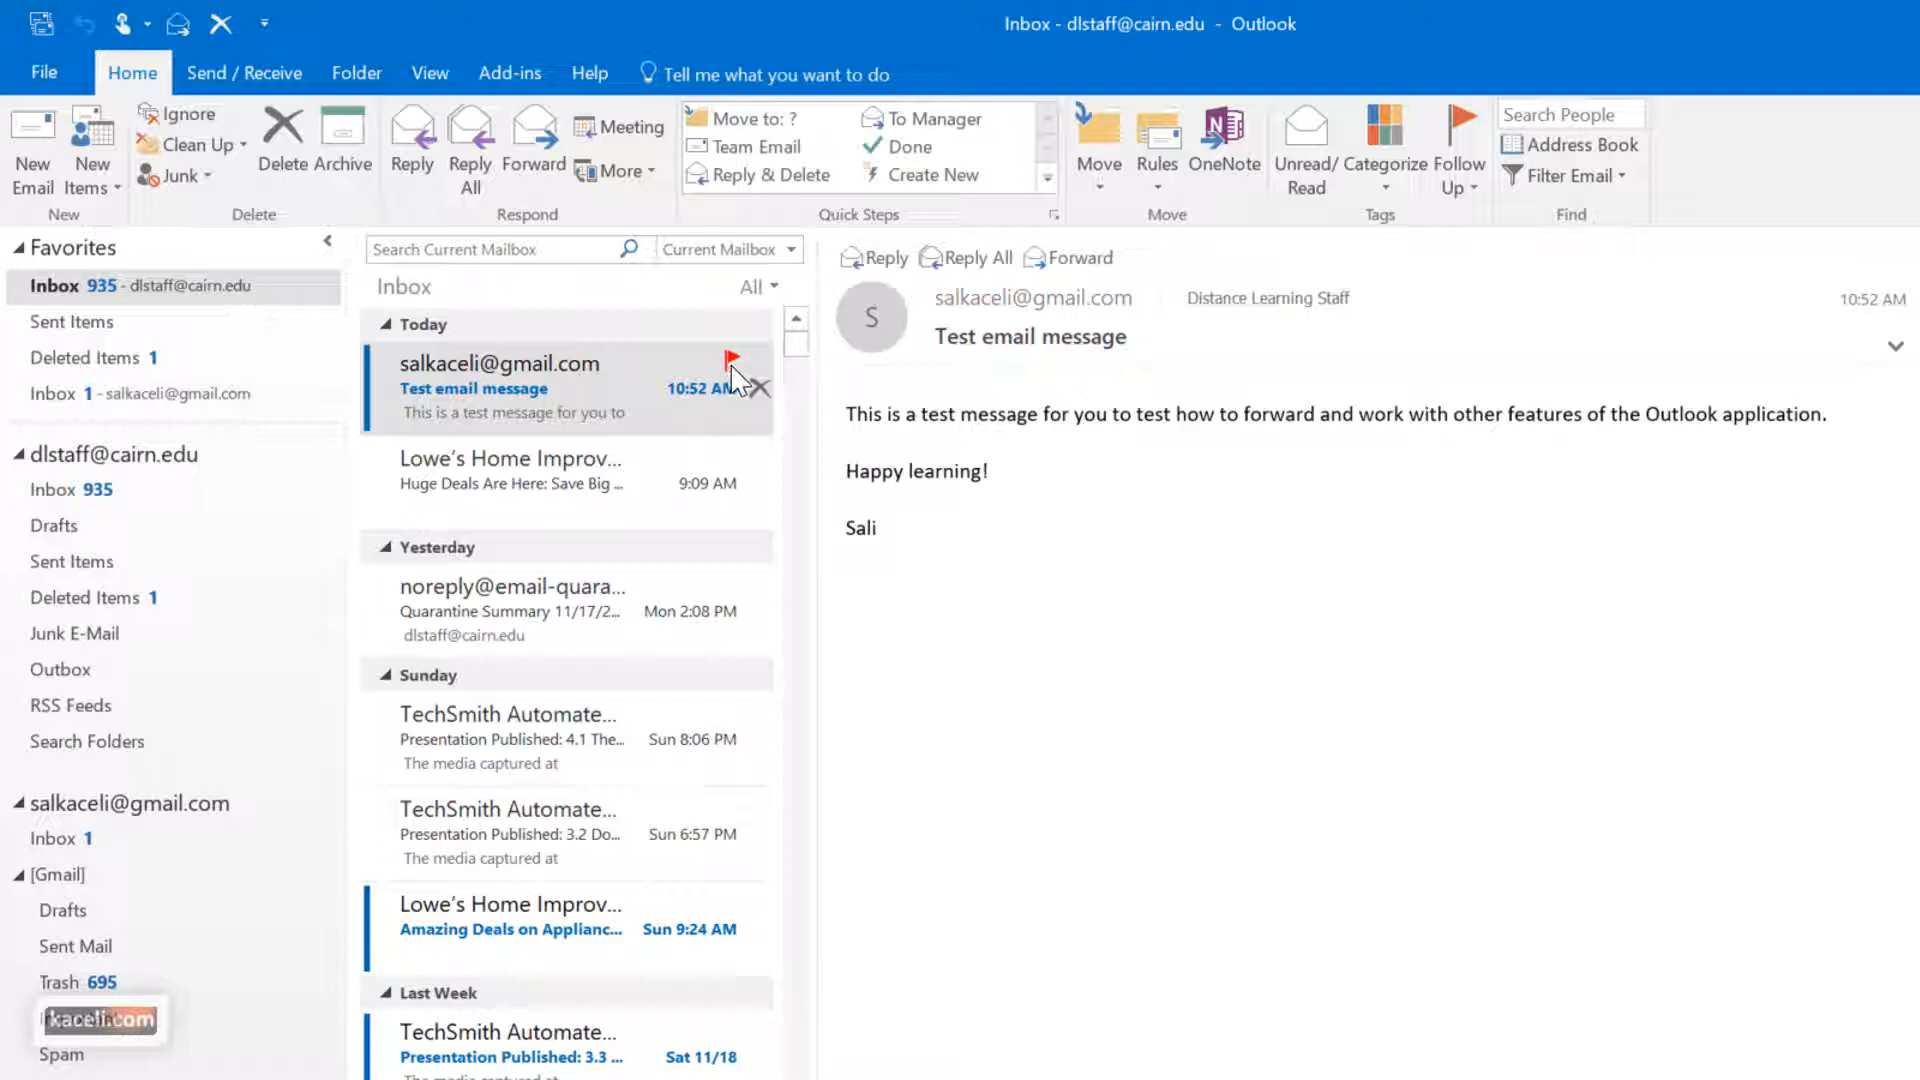 Inbox - dlstaff@cairn.edu - Outlook
File Home Send / Receive Folder View Add-ins Help Tell me what you want to do
New Email
New Items
New
Ignore
Clean Up
Junk
Delete
Archive
Delete
Reply
Reply All
Forward
Meeting
More
Respond
Move to: ?
Team Email
Reply & Delete
To Manager
Done
Create New
Quick Steps
Move
Rules
OneNote
Move
Unread/ Read
Categorize
Follow Up
Tags
Search People
Address Book
Filter Email
Find
Favorites
Inbox 935 - dlstaff@cairn.edu
Sent Items
Deleted Items 1
Inbox 1 - salkaceli@gmail.com
dlstaff@cairn.edu
Inbox 935
Drafts
Sent Items
Deleted Items 1
Junk E-Mail
Outbox
RSS Feeds
Search Folders
salkaceli@gmail.com
Inbox 1
[Gmail]
Drafts
Sent Mail
Trash 695
kaceli.com
Spam
Search Current Mailbox
Current Mailbox
Inbox
All
Today
salkaceli@gmail.com
Test email message 10:52 AM
This is a test message for you to
Lowe's Home Improv...
Huge Deals Are Here: Save Big ... 9:09 AM
Yesterday
noreply@email-quara...
Quarantine Summary 11/17/2... Mon 2:08 PM
dlstaff@cairn.edu
Sunday
TechSmith Automate...
Presentation Published: 4.1 The... Sun 8:06 PM
The media captured at
TechSmith Automate...
Presentation Published: 3.2 Do... Sun 6:57 PM
The media captured at
Lowe's Home Improv...
Amazing Deals on Applianc... Sun 9:24 AM
Last Week
TechSmith Automate...
Presentation Published: 3.3 ... Sat 11/18
The media captured at
Reply Reply All Forward
S
salkaceli@gmail.com
Distance Learning Staff
10:52 AM
Test email message
This is a test message for you to test how to forward and work with other features of the Outlook application.
Happy learning!
Sali